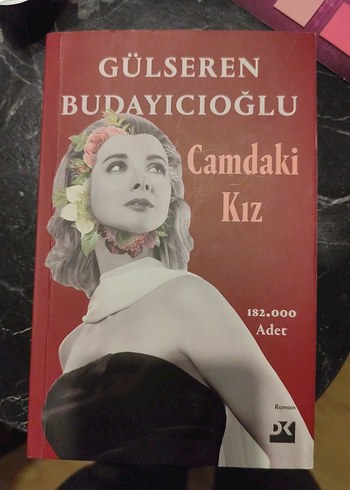 GÜLSEREN
BUDAYICIOĞLU
Camdaki
Kız
182.000
Adet
Roman
DK